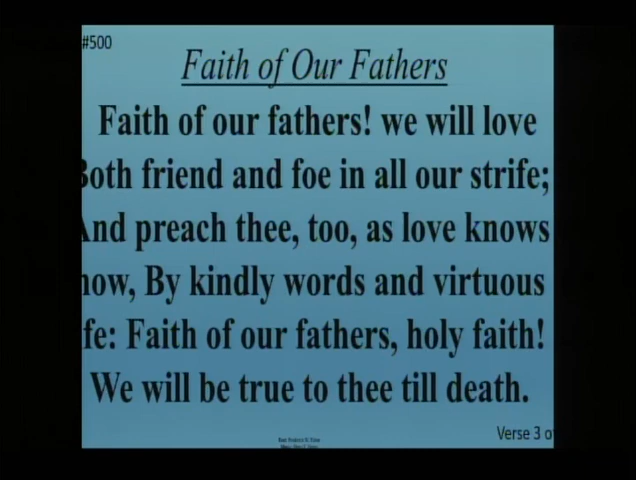 #500
Faith of Our Fathers
Faith of our fathers! we will love
Both friend and foe in all our strife;
And preach thee, too, as love knows
how, By kindly words and virtuous
fe: Faith of our fathers, holy faith!
We will be true to thee till death.
Verse 3 o